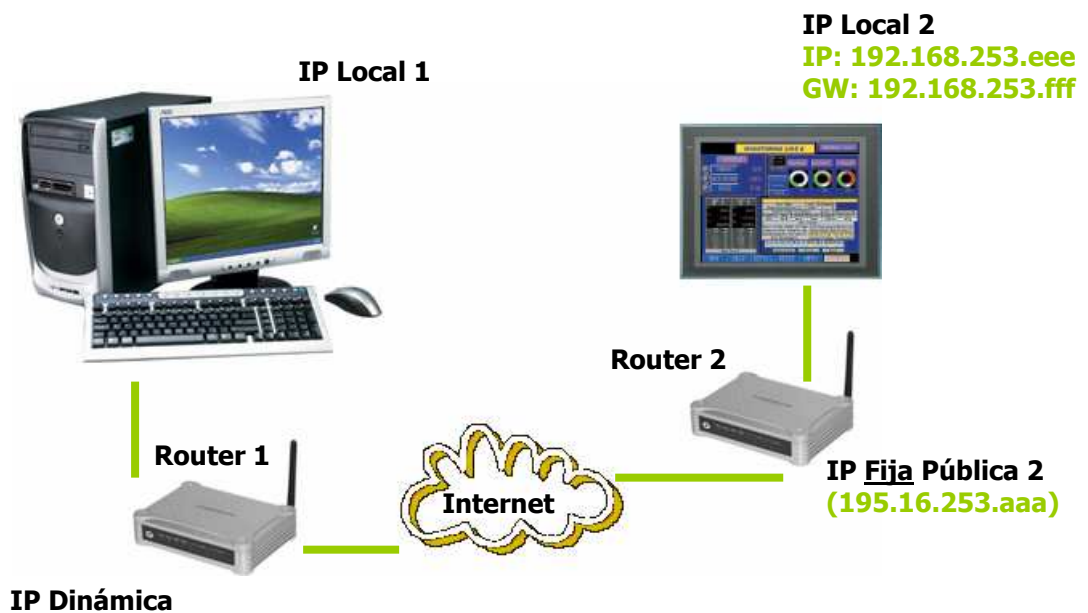 IP Local 2
IP: 192.168.253.eee
GW: 192.168.253.fff
IP Local 1
Router 2
Router 1
Internet
IP Fija Pública 2
(195.16.253.aaa)
IP Dinámica